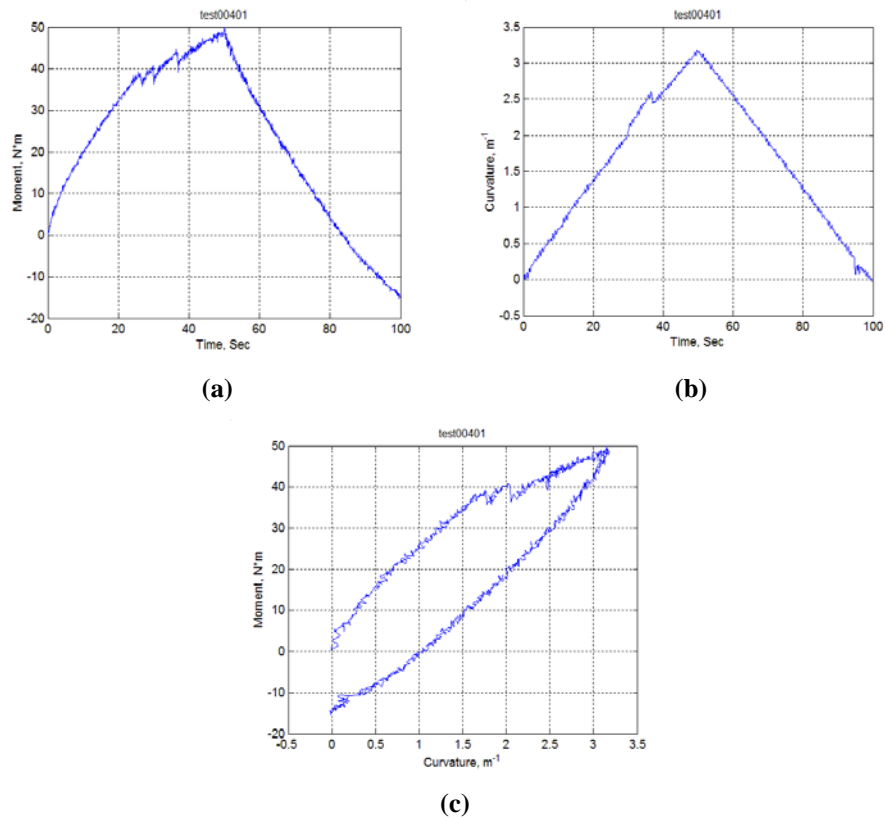 test00401
50
40
30
20
10
0
-10
-20
0 20 40 60 80 100
Moment, N*m
Time, Sec
(a)
test00401
3.5
3
2.5
2
1.5
1
0.5
0
-0.5
0 20 40 60 80 100
Curvature, m⁻¹
Time, Sec
(b)
test00401
50
40
30
20
10
0
-10
-20
-0.5 0 0.5 1 1.5 2 2.5 3 3.5
Moment, N*m
Curvature, m⁻¹
(c)